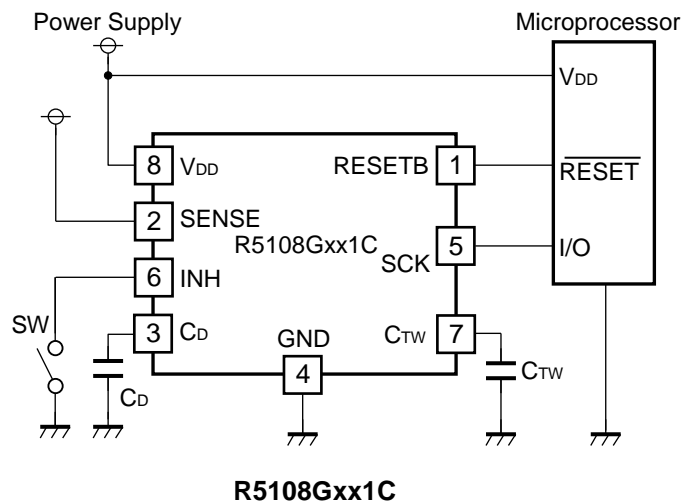 Power Supply
Microprocessor
VDD
8
VDD
RESETB
1
RESET
2
SENSE
R5108Gxx1C
SCK
5
I/O
6
INH
SW
3
CD
GND
CTW
7
4
CD
CTW
R5108Gxx1C